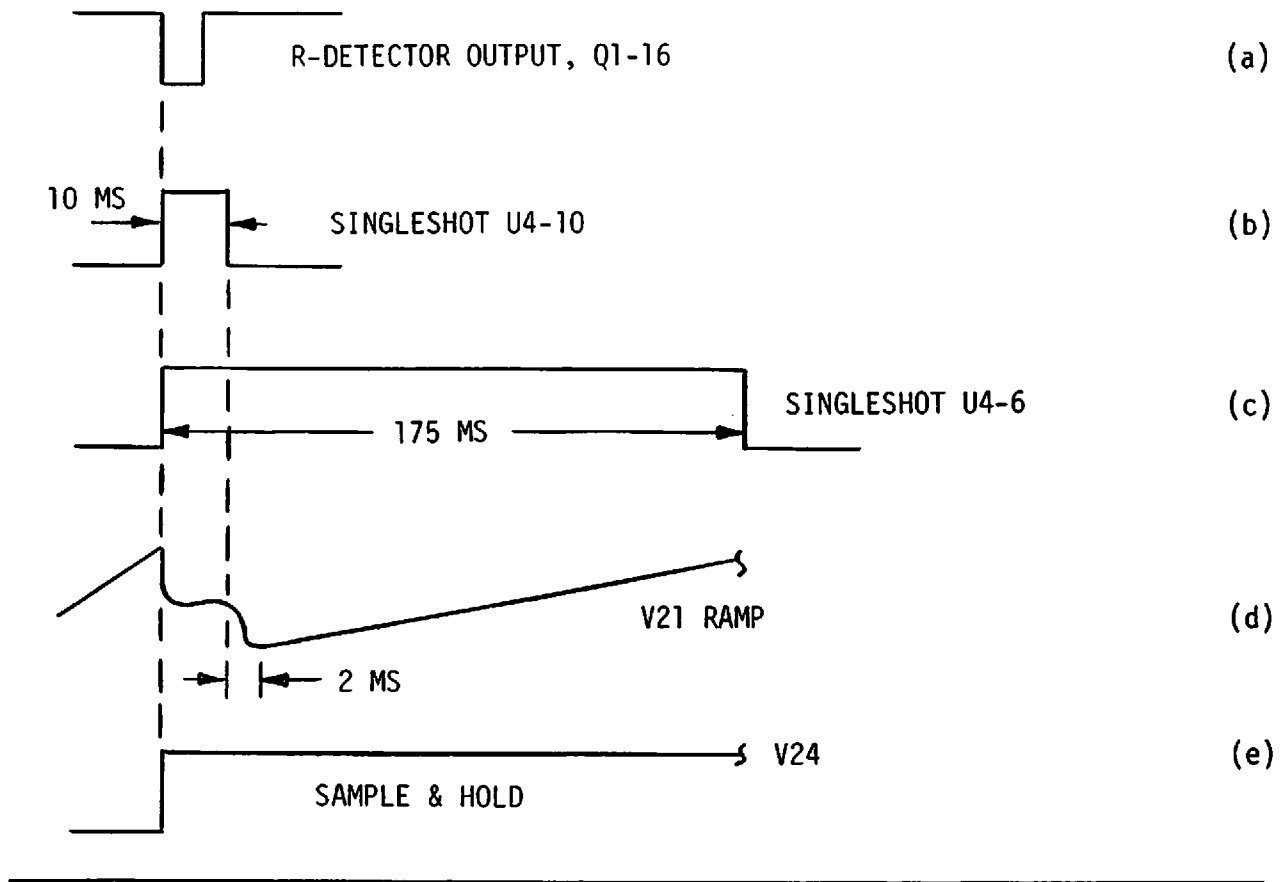 R-DETECTOR OUTPUT, Q1-16 (a)
10 MS
SINGLESHOT U4-10 (b)
SINGLESHOT U4-6 (c)
175 MS
V21 RAMP (d)
2 MS
V24 (e)
SAMPLE & HOLD